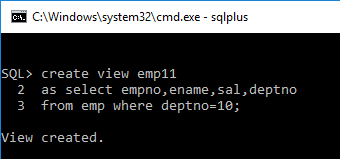 C:\Windows\system32\cmd.exe - sqlplus
SQL> create view emp11
2 as select empno,ename,sal,deptno
3 from emp where deptno=10;
View created.